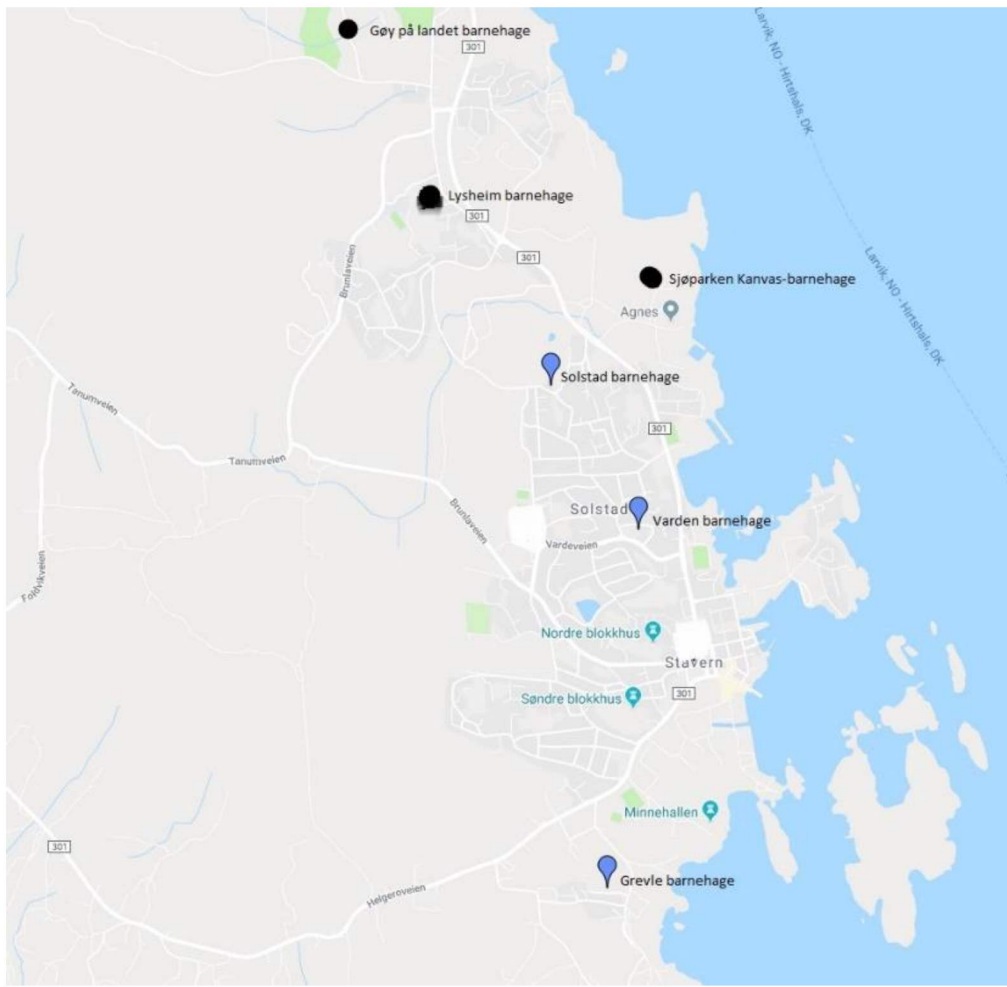 Gøy på landet barnehage
301
Larvik, NO - Hirtshals, DK
Lysheim barnehage
301
Brunlaveien
301
Larvik, NO - Hirtshals, DK
Sjøparken Kanvas-barnehage
Agnes
Solstad barnehage
Tanumveien
301
Tanumveien
Brunlaveien
Solstad
Varden barnehage
Vardeveien
Foldvikveien
Nordre blokkhus
Stavern
Søndre blokkhus
301
Minnehallen
301
Grevle barnehage
Helgeroveien